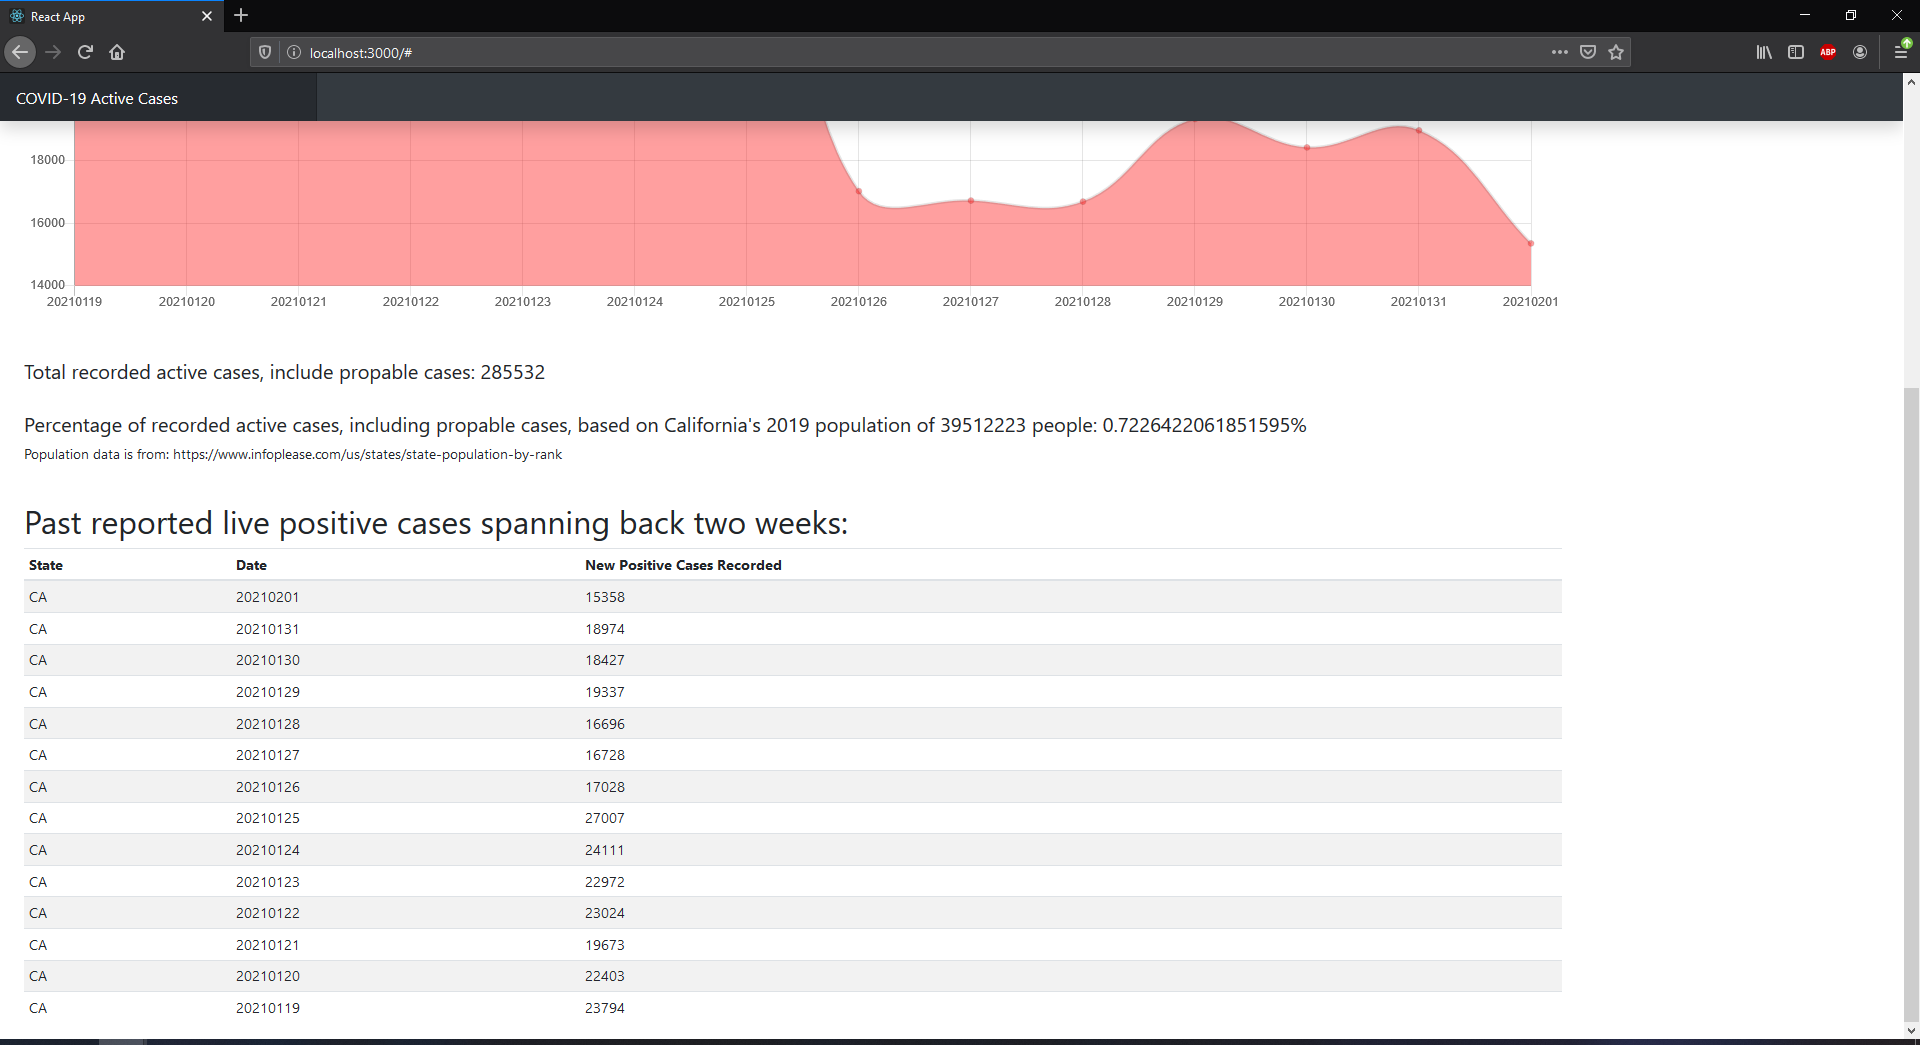 React App
localhost:3000/#
ABP
COVID-19 Active Cases
18000
16000
14000
20210119 20210120 20210121 20210122 20210123 20210124 20210125 20210126 20210127 20210128 20210129 20210130 20210131 20210201
Total recorded active cases, include propable cases: 285532
Percentage of recorded active cases, including propable cases, based on California's 2019 population of 39512223 people: 0.7226422061851595%
Population data is from: https://www.infoplease.com/us/states/state-population-by-rank
Past reported live positive cases spanning back two weeks:
State Date New Positive Cases Recorded
CA 20210201 15358
CA 20210131 18974
CA 20210130 18427
CA 20210129 19337
CA 20210128 16696
CA 20210127 16728
CA 20210126 17028
CA 20210125 27007
CA 20210124 24111
CA 20210123 22972
CA 20210122 23024
CA 20210121 19673
CA 20210120 22403
CA 20210119 23794